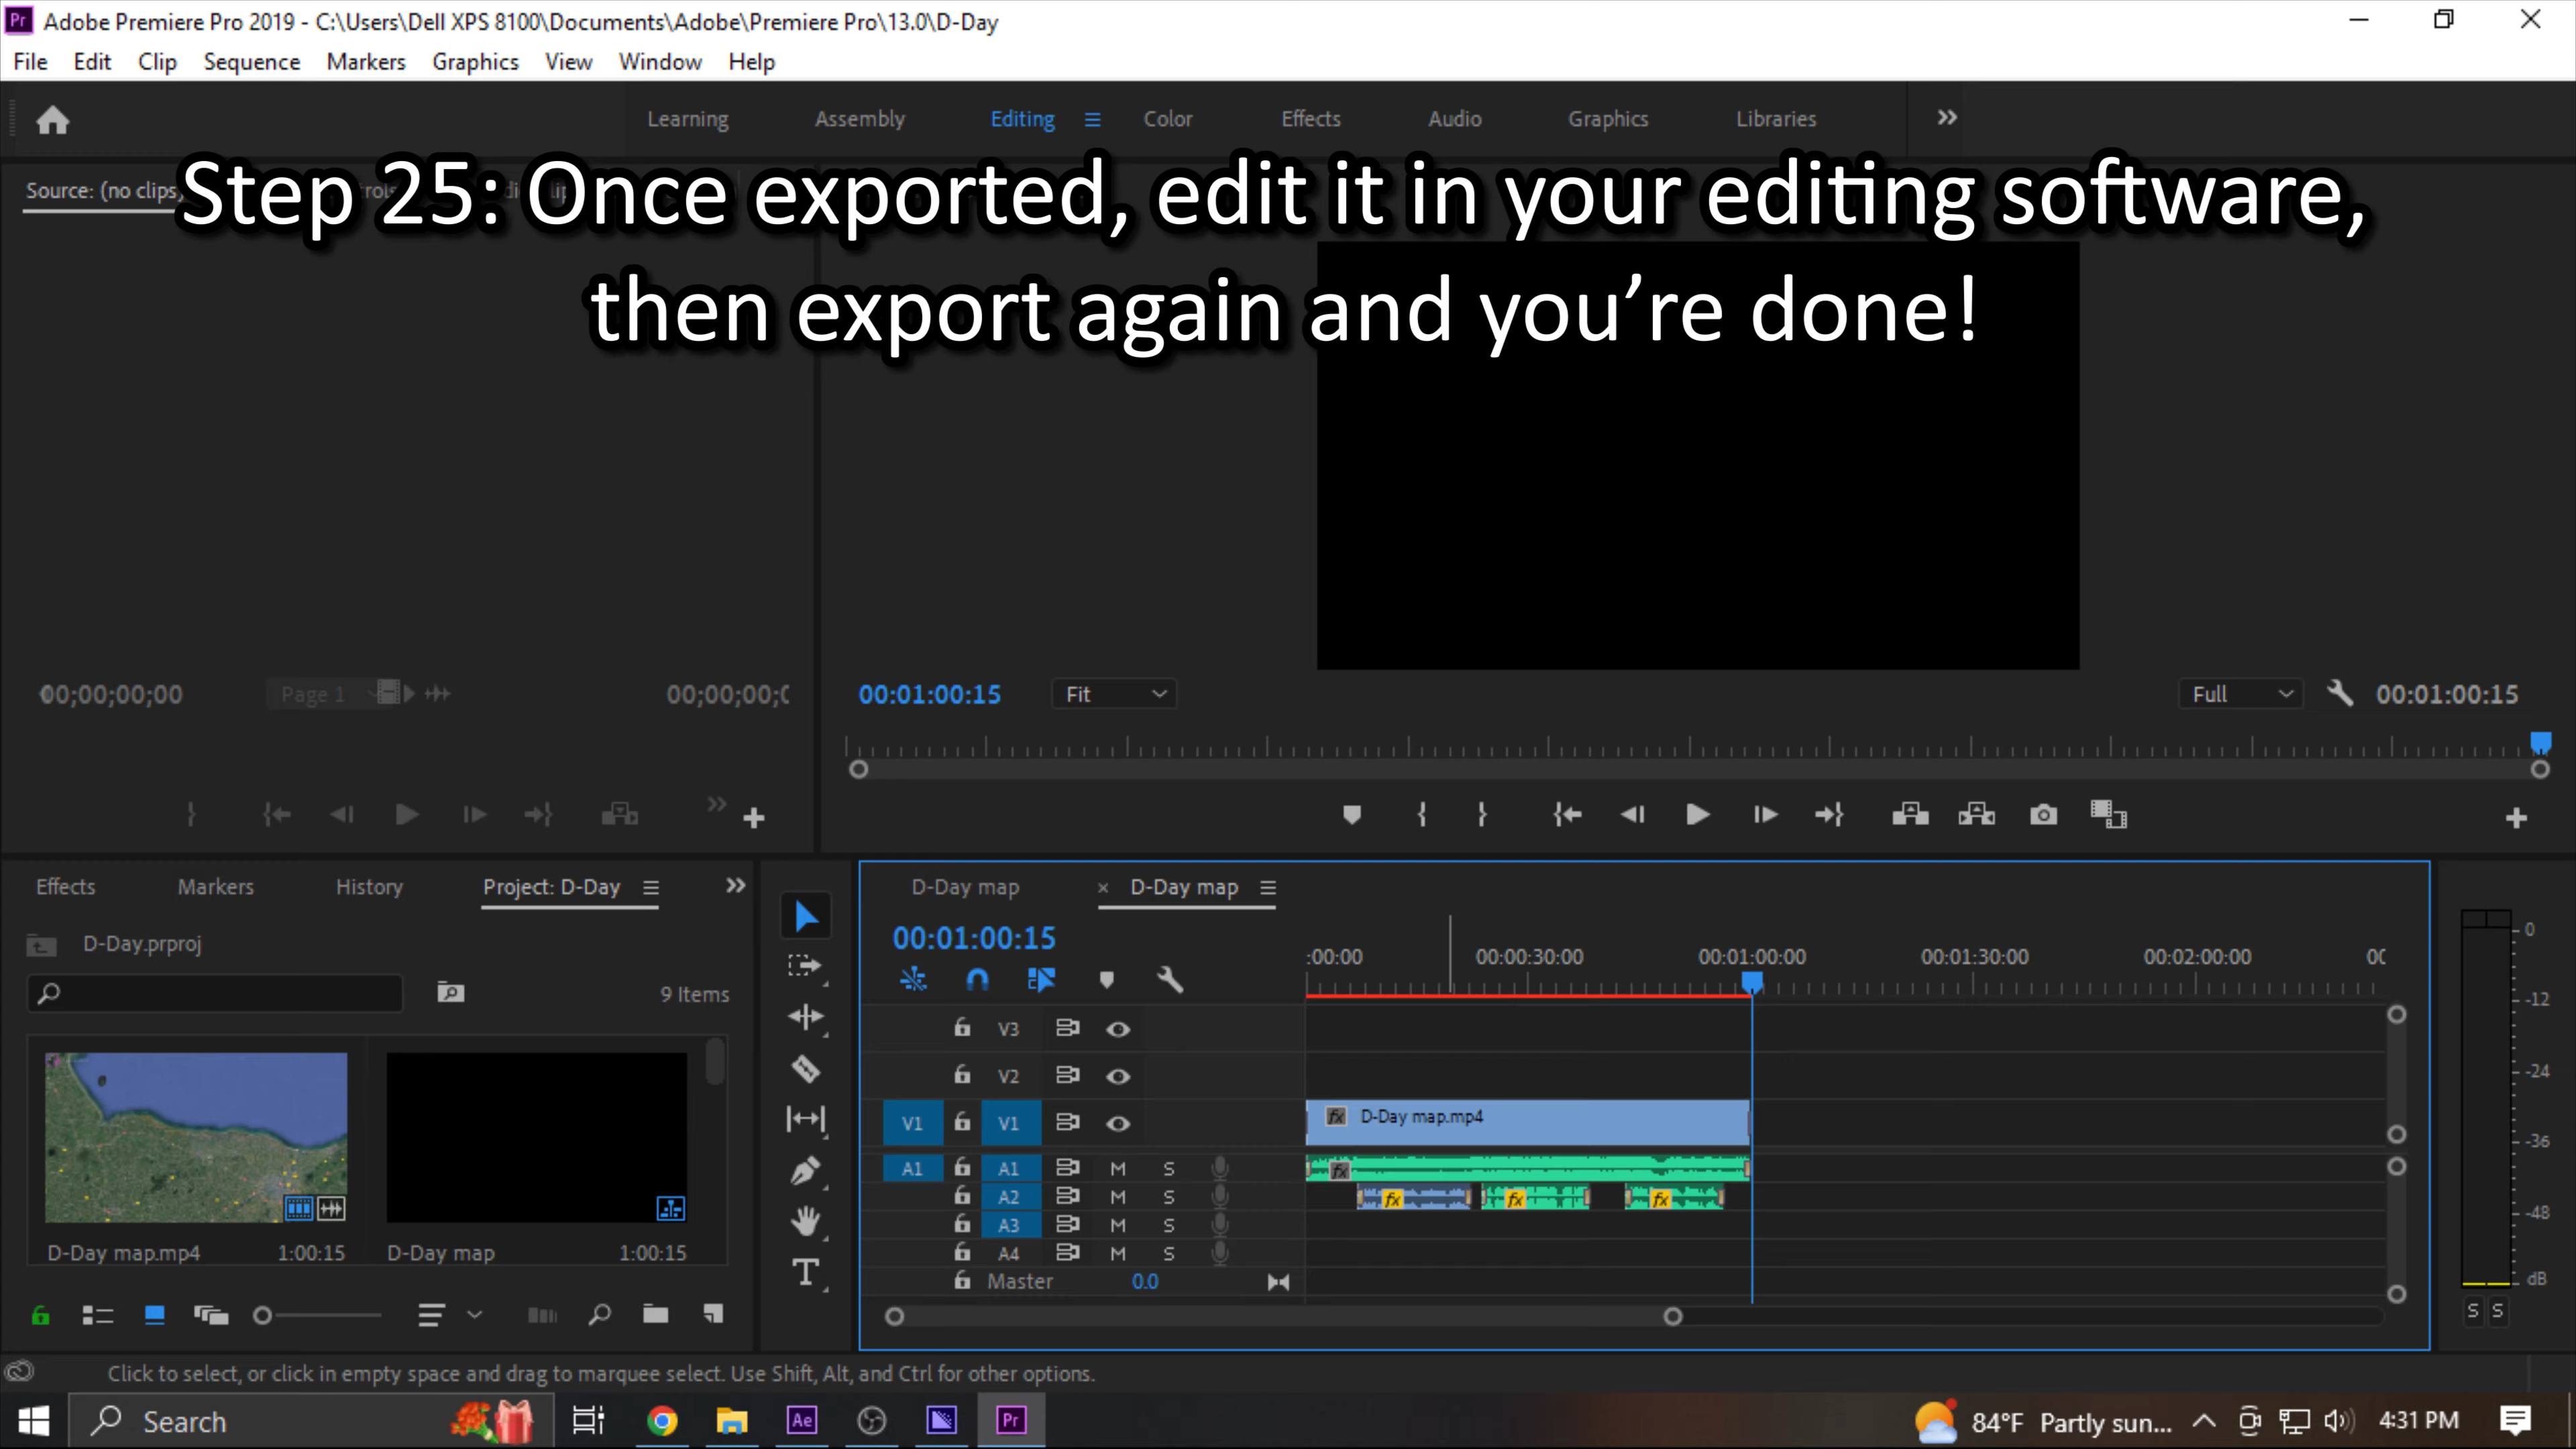 Pr Adobe Premiere Pro 2019 - C:\Users\Dell XPS 8100\Documents\Adobe\Premiere Pro\13.0\D-Day
File Edit Clip Sequence Markers Graphics View Window Help
Learning Assembly Editing Color Effects Audio Graphics Libraries
Source: (no clips)
Step 25: Once exported, edit it in your editing software,
then export again and you’re done!
00;00;00;00 Page 1 00;00;00;0 00:01:00:15 Fit Full 00:01:00:15
Effects Markers History Project: D-Day
D-Day map × D-Day map
00:01:00:15
D-Day.prproj
:00:00 00:00:30:00 00:01:00:00 00:01:30:00 00:02:00:00 00
9 Items
V3
V2
V1 V1 fx D-Day map.mp4
A1 A1 M S fx
A2 M S fx fx fx
A3 M S
A4 M S
Master 0.0
D-Day map.mp4 1:00:15 D-Day map 1:00:15
0
-12
-24
-36
-48
dB
S S
Click to select, or click in empty space and drag to marquee select. Use Shift, Alt, and Ctrl for other options.
Search Ae Pr 84°F Partly sun... 4:31 PM